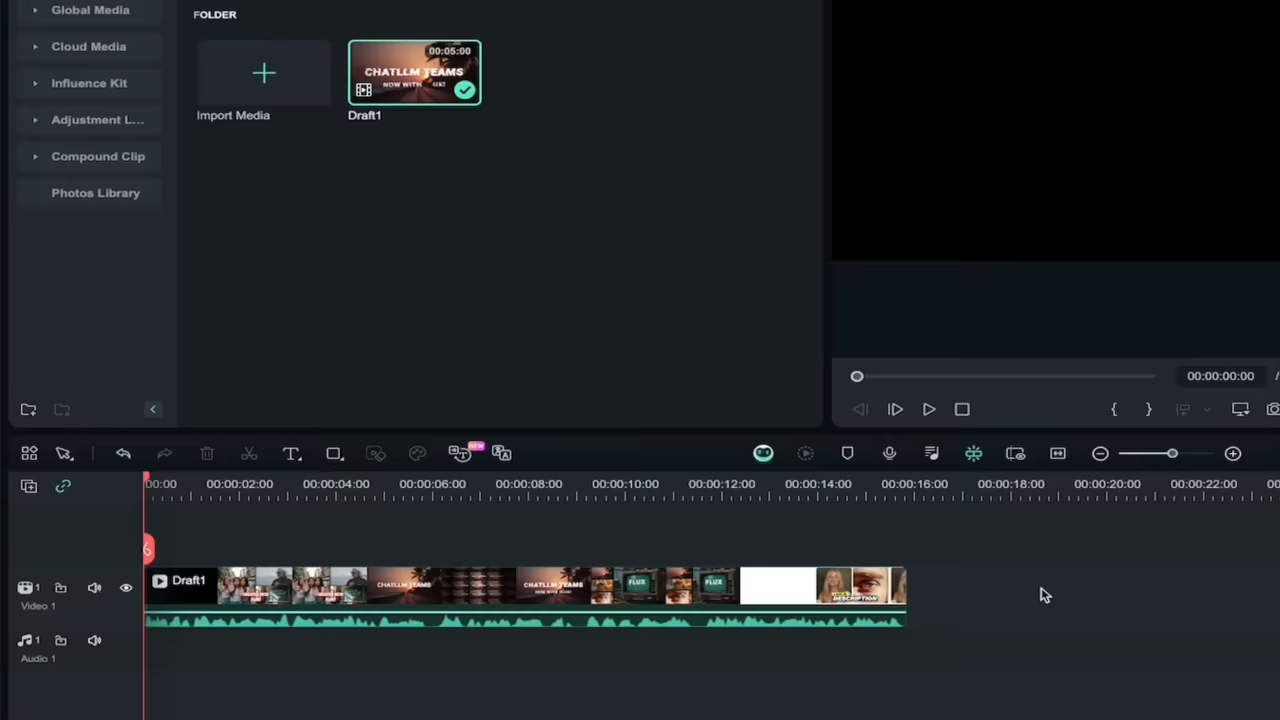 Global Media
FOLDER
Cloud Media
Influence Kit
Adjustment L...
Compound Clip
Photos Library
00:05:00
CHATLLM TEAMS
NOW WITH
Import Media
Draft1
00:00:00:00 /
NEW
00:00
00:00:02:00
00:00:04:00
00:00:06:00
00:00:08:00
00:00:10:00
00:00:12:00
00:00:14:00
00:00:16:00
00:00:18:00
00:00:20:00
00:00:22:00
00
1
Video 1
Draft1
CHATLLM TEAMS
CHATLLM TEAMS
FLUX
FLUX
DESCRIPTION
1
Audio 1